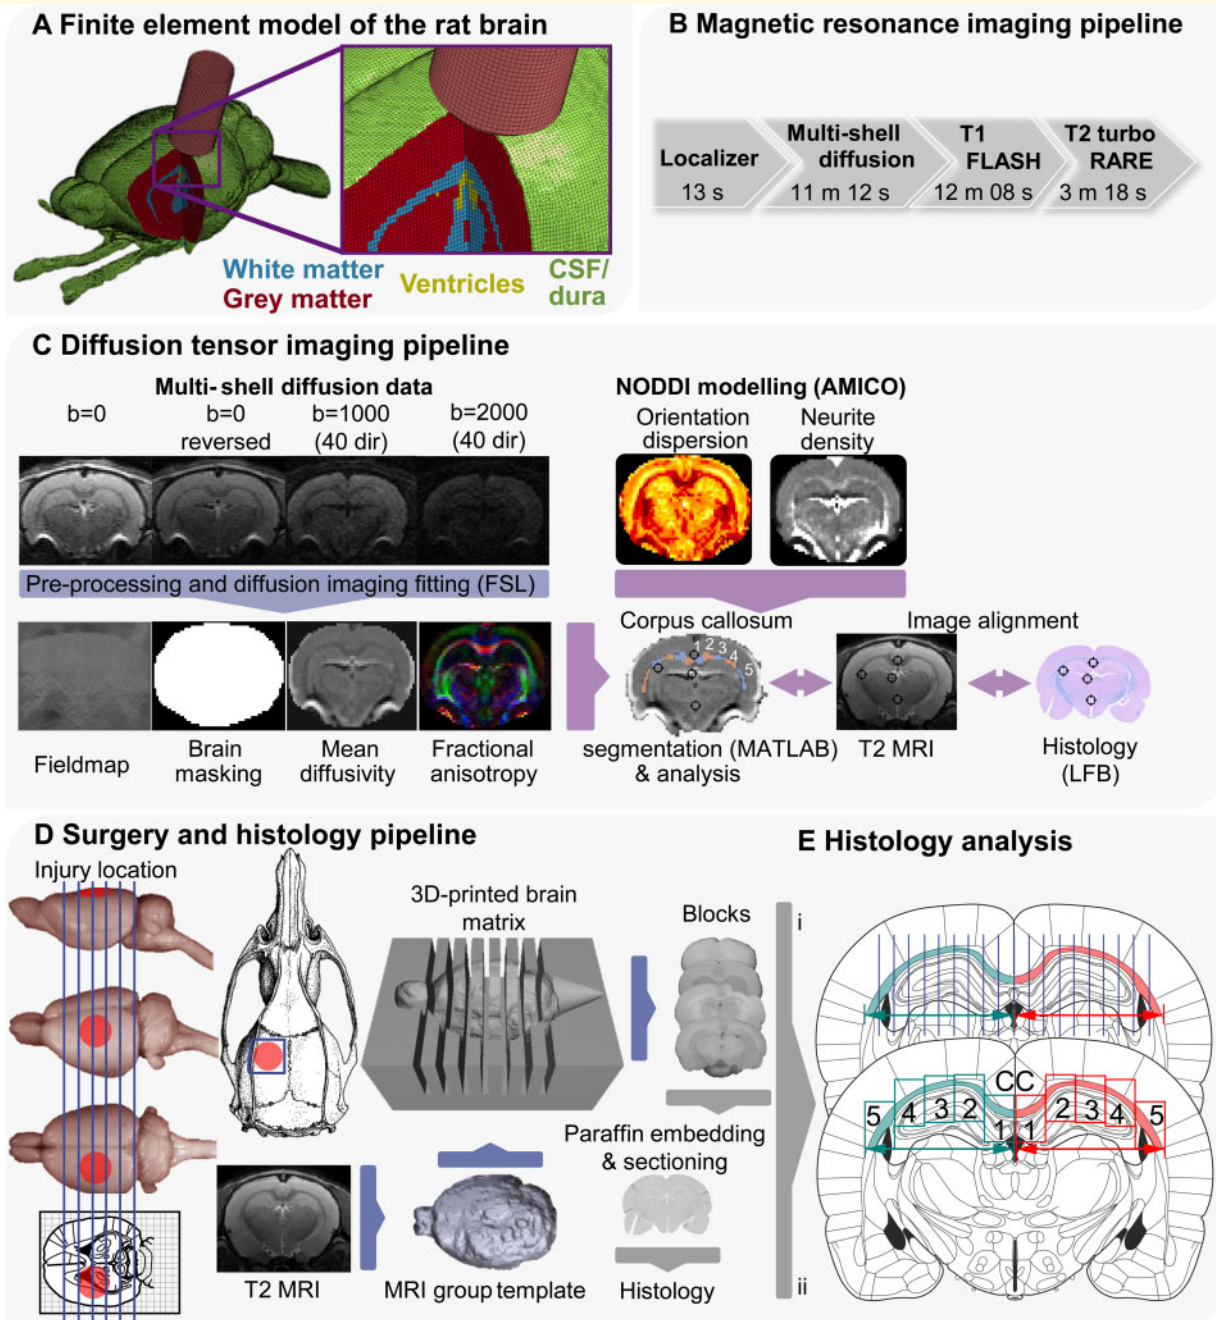 A Finite element model of the rat brain
White matter
Grey matter
Ventricles
CSF/
dura
B Magnetic resonance imaging pipeline
Localizer
13 s
Multi-shell
diffusion
11 m 12 s
T1
FLASH
12 m 08 s
T2 turbo
RARE
3 m 18 s
C Diffusion tensor imaging pipeline
Multi-shell diffusion data
b=0
b=0
reversed
b=1000
(40 dir)
b=2000
(40 dir)
Pre-processing and diffusion imaging fitting (FSL)
Fieldmap
Brain
masking
Mean
diffusivity
Fractional
anisotropy
NODDI modelling (AMICO)
Orientation
dispersion
Neurite
density
Corpus callosum
1 2 3 4 5
segmentation (MATLAB)
& analysis
Image alignment
T2 MRI
Histology
(LFB)
D Surgery and histology pipeline
Injury location
3D-printed brain
matrix
Blocks
Paraffin embedding
& sectioning
T2 MRI
MRI group template
Histology
E Histology analysis
i
CC
5 4 3 2 1 1 2 3 4 5
ii